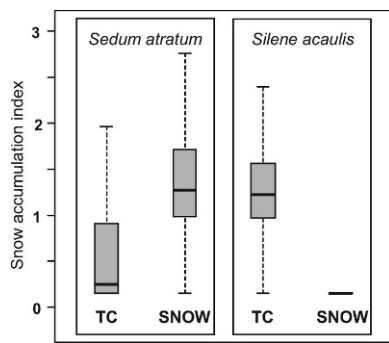 Snow accumulation index
3
2
1
0
Sedum atratum
TC SNOW
Silene acaulis
TC SNOW